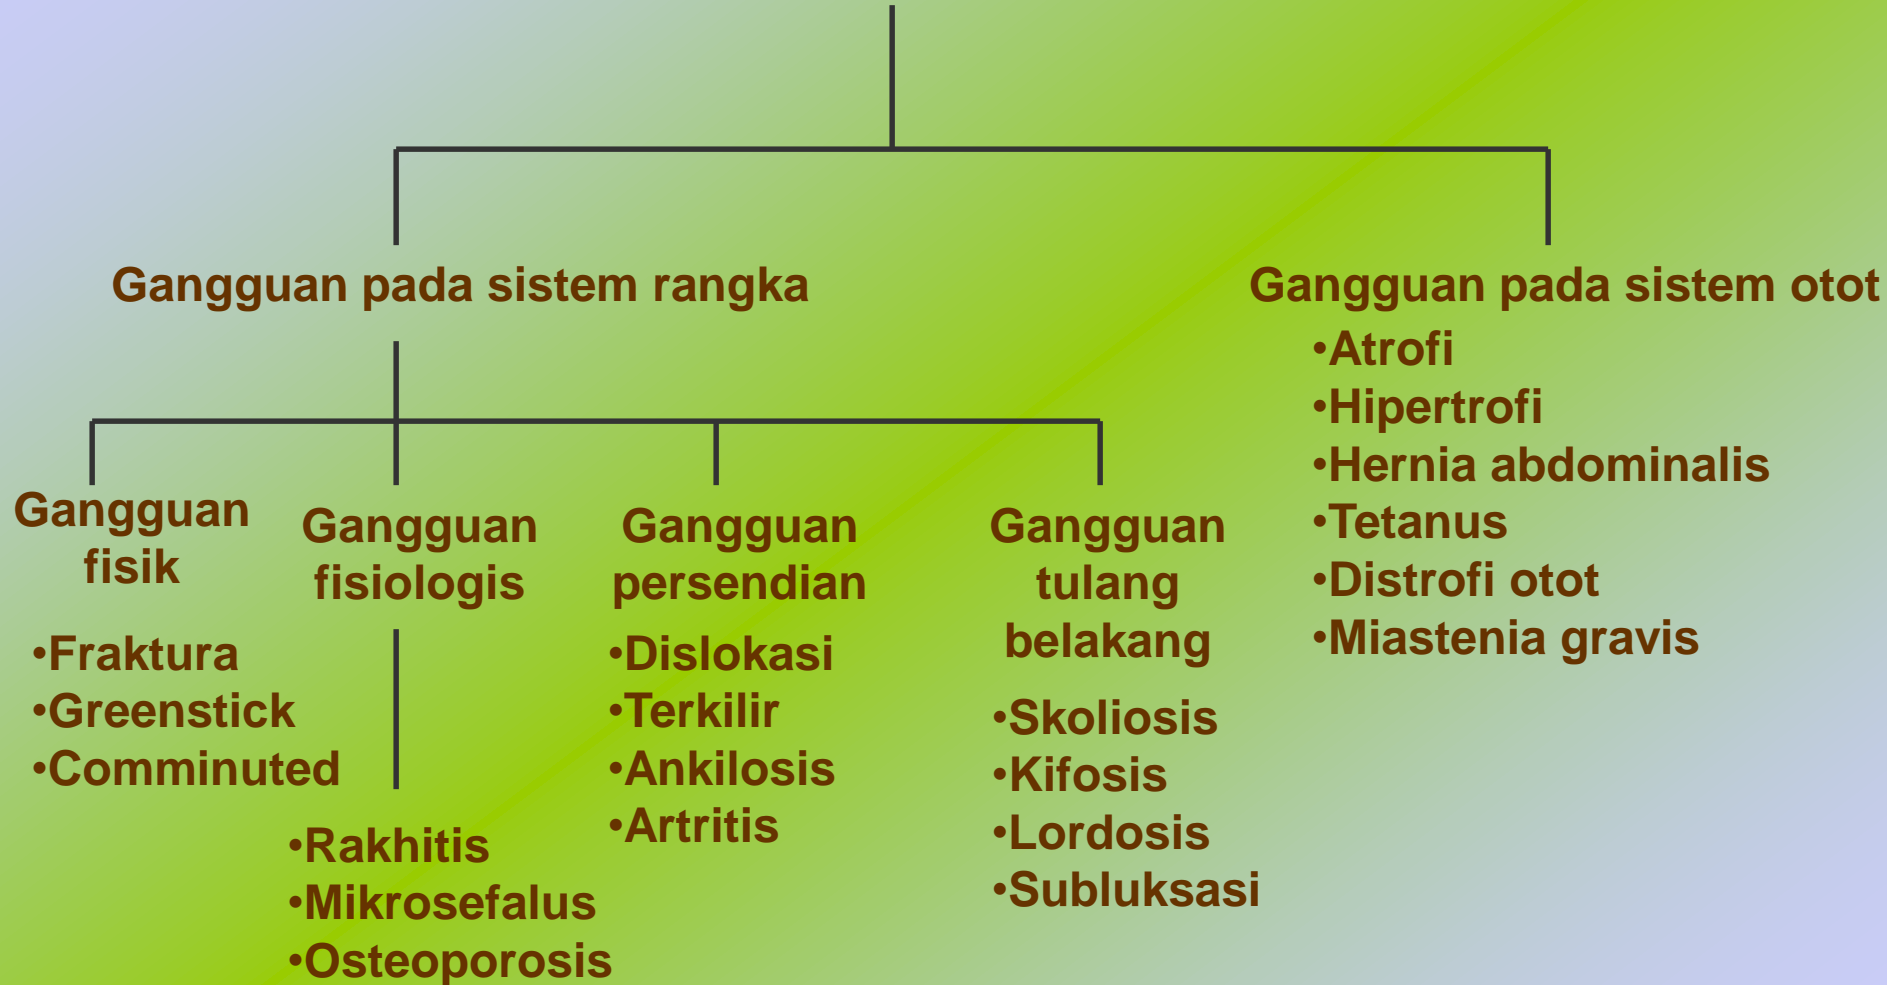 Gangguan pada sistem rangka
Gangguan
fisik
•Fraktura
•Greenstick
•Comminuted
Gangguan
fisiologis
•Rakhitis
•Mikrosefalus
•Osteoporosis
Gangguan
persendian
•Dislokasi
•Terkilir
•Ankilosis
•Artritis
Gangguan
tulang
belakang
•Skoliosis
•Kifosis
•Lordosis
•Subluksasi
Gangguan pada sistem otot
•Atrofi
•Hipertrofi
•Hernia abdominalis
•Tetanus
•Distrofi otot
•Miastenia gravis